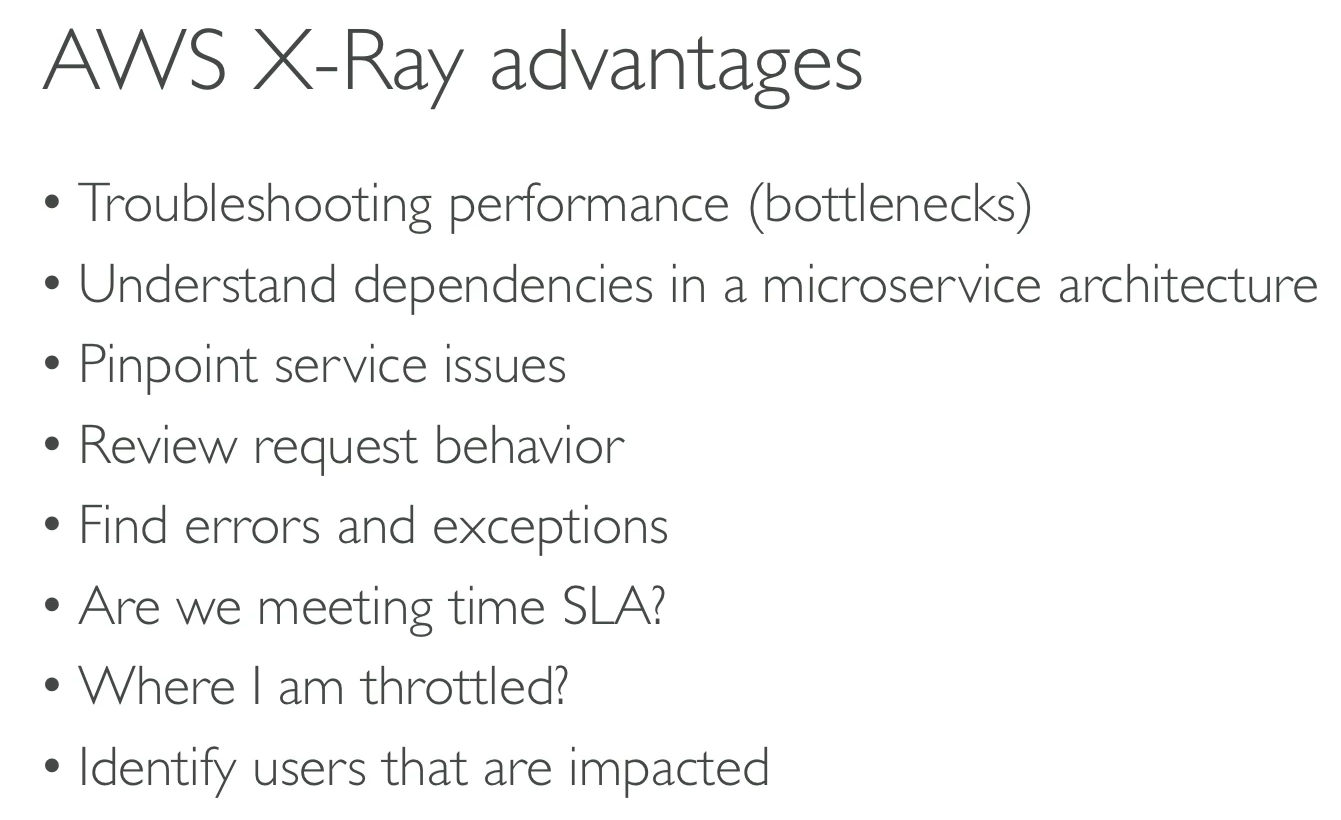 AWS X-Ray advantages
• Troubleshooting performance (bottlenecks)
• Understand dependencies in a microservice architecture
• Pinpoint service issues
• Review request behavior
• Find errors and exceptions
• Are we meeting time SLA?
• Where I am throttled?
• Identify users that are impacted